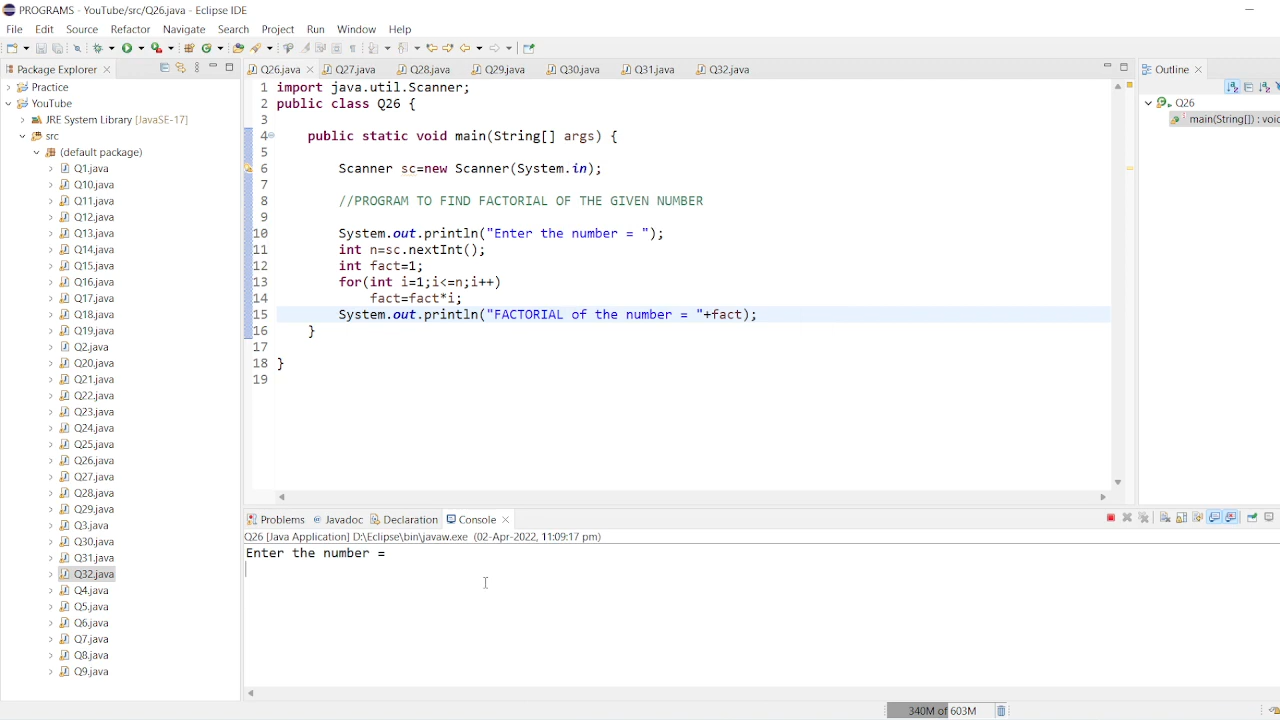 PROGRAMS - YouTube/src/Q26.java - Eclipse IDE
File Edit Source Refactor Navigate Search Project Run Window Help
Package Explorer
Q26.java Q27.java Q28.java Q29.java Q30.java Q31.java Q32.java
Outline
Practice
YouTube
JRE System Library [JavaSE-17]
src
(default package)
Q1.java
Q10.java
Q11.java
Q12.java
Q13.java
Q14.java
Q15.java
Q16.java
Q17.java
Q18.java
Q19.java
Q2.java
Q20.java
Q21.java
Q22.java
Q23.java
Q24.java
Q25.java
Q26.java
Q27.java
Q28.java
Q29.java
Q3.java
Q30.java
Q31.java
Q32.java
Q4.java
Q5.java
Q6.java
Q7.java
Q8.java
Q9.java
1 import java.util.Scanner;
2 public class Q26 {
3
4 public static void main(String[] args) {
5
6 Scanner sc=new Scanner(System.in);
7
8 //PROGRAM TO FIND FACTORIAL OF THE GIVEN NUMBER
9
10 System.out.println("Enter the number = ");
11 int n=sc.nextInt();
12 int fact=1;
13 for(int i=1;i<=n;i++)
14 fact=fact*i;
15 System.out.println("FACTORIAL of the number = "+fact);
16 }
17
18 }
19
Q26
main(String[]) : void
Problems Javadoc Declaration Console
Q26 [Java Application] D:\Eclipse\bin\javaw.exe (02-Apr-2022, 11:09:17 pm)
Enter the number =
340M of 603M